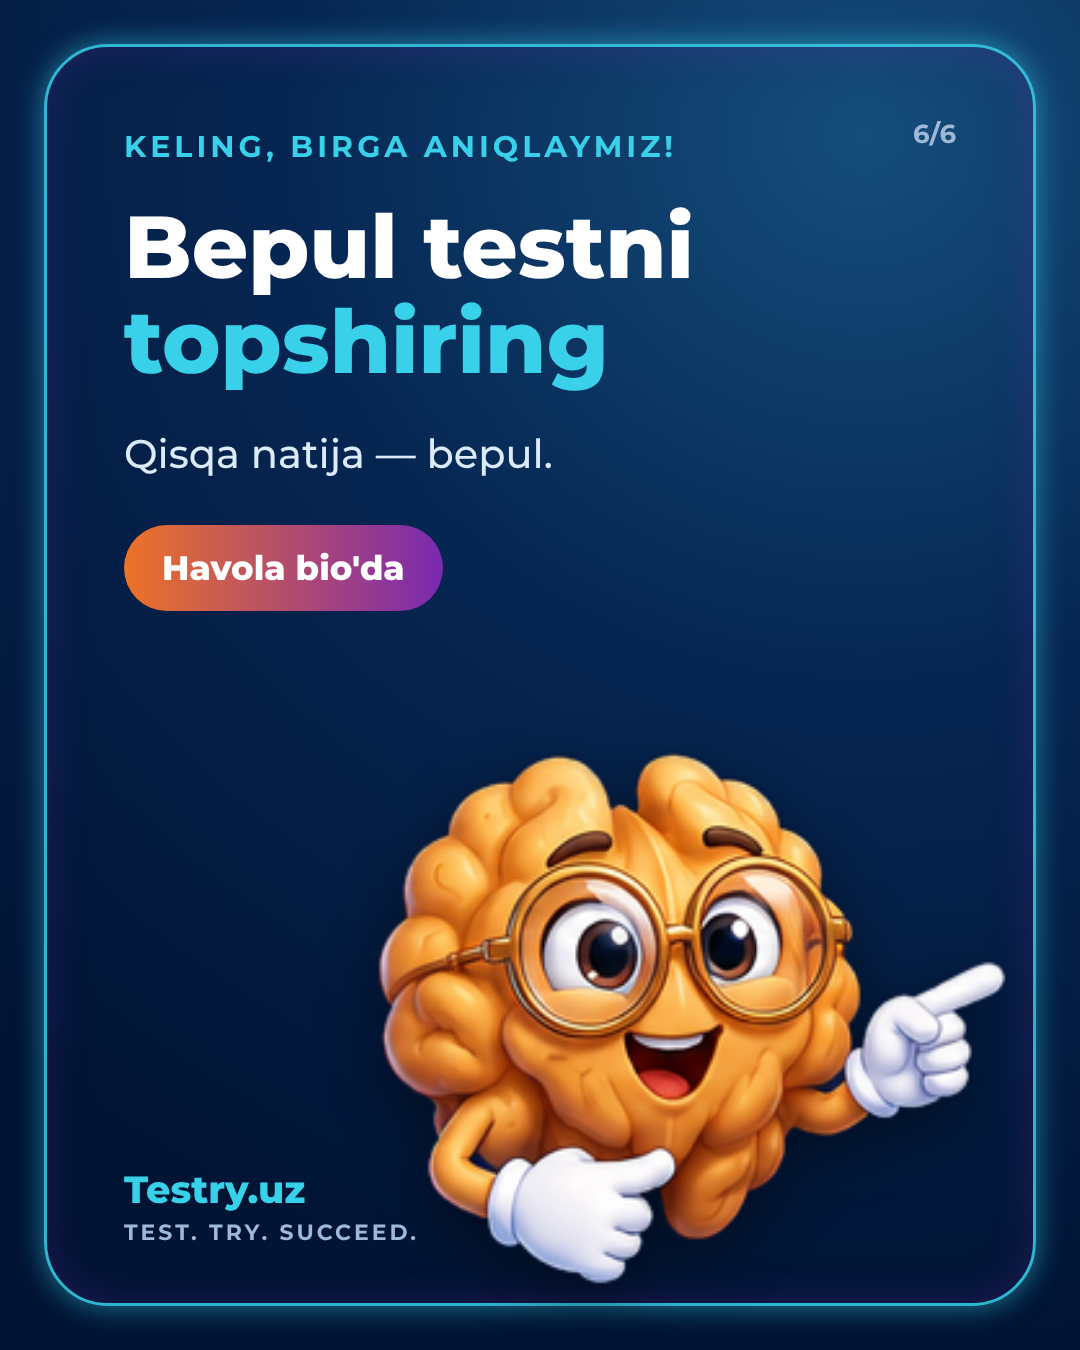 KELING, BIRGA ANIQLAYMIZ!
6/6
Bepul testni
topshiring
Qisqa natija — bepul.
Havola bio'da
Testry.uz
TEST. TRY. SUCCEED.